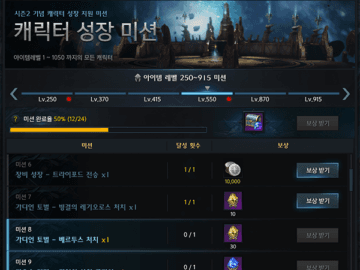 시즌2 기념 캐릭터 성장 지원 미션
캐릭터 성장 미션
아이템레벨 1 ~ 1050 까지의 모든 캐릭터
아이템 레벨 250~915 미션
Lv.250 Lv.370 Lv.415 Lv.550 Lv.870 Lv.915
? 미션 완료율 50% (12/24) 보상 받기
미션 달성 횟수 보상
미션 6
장비 성장 - 트라이포드 전승 x1 1 / 1 10,000 보상 받기
미션 7
가디언 토벌 - 빙결의 레기오로스 처치 x1 1 / 1 10 보상 받기
미션 8
가디언 토벌 - 베르투스 처치 x1 0 / 1 30 보상 받기
미션 9
0 / 1